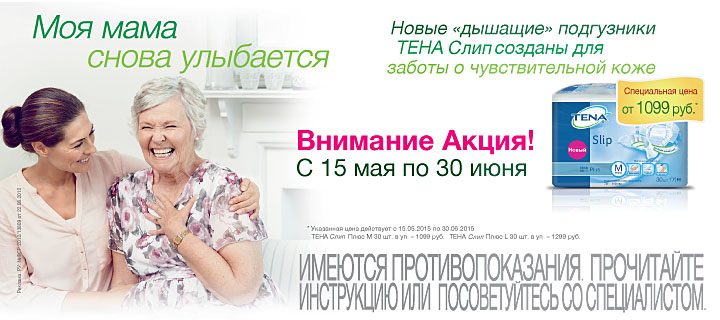 Моя мама
снова улыбается
Новые «дышащие» подгузники
ТЕНА Слип созданы для
заботы о чувствительной коже
Специальная цена
от 1099 руб.*
TENA
Slip
Новый
Plus
M
Внимание Акция!
С 15 мая по 30 июня
* Указанная цена действует с 15.05.2015 по 30.06.2015
ТЕНА Слип Плюс M 30 шт. в уп. – 1099 руб. ТЕНА Слип Плюс L 30 шт. в уп. – 1299 руб.
ИМЕЮТСЯ ПРОТИВОПОКАЗАНИЯ. ПРОЧИТАЙТЕ
ИНСТРУКЦИЮ ИЛИ ПОСОВЕТУЙТЕСЬ СО СПЕЦИАЛИСТОМ.
Реклама.